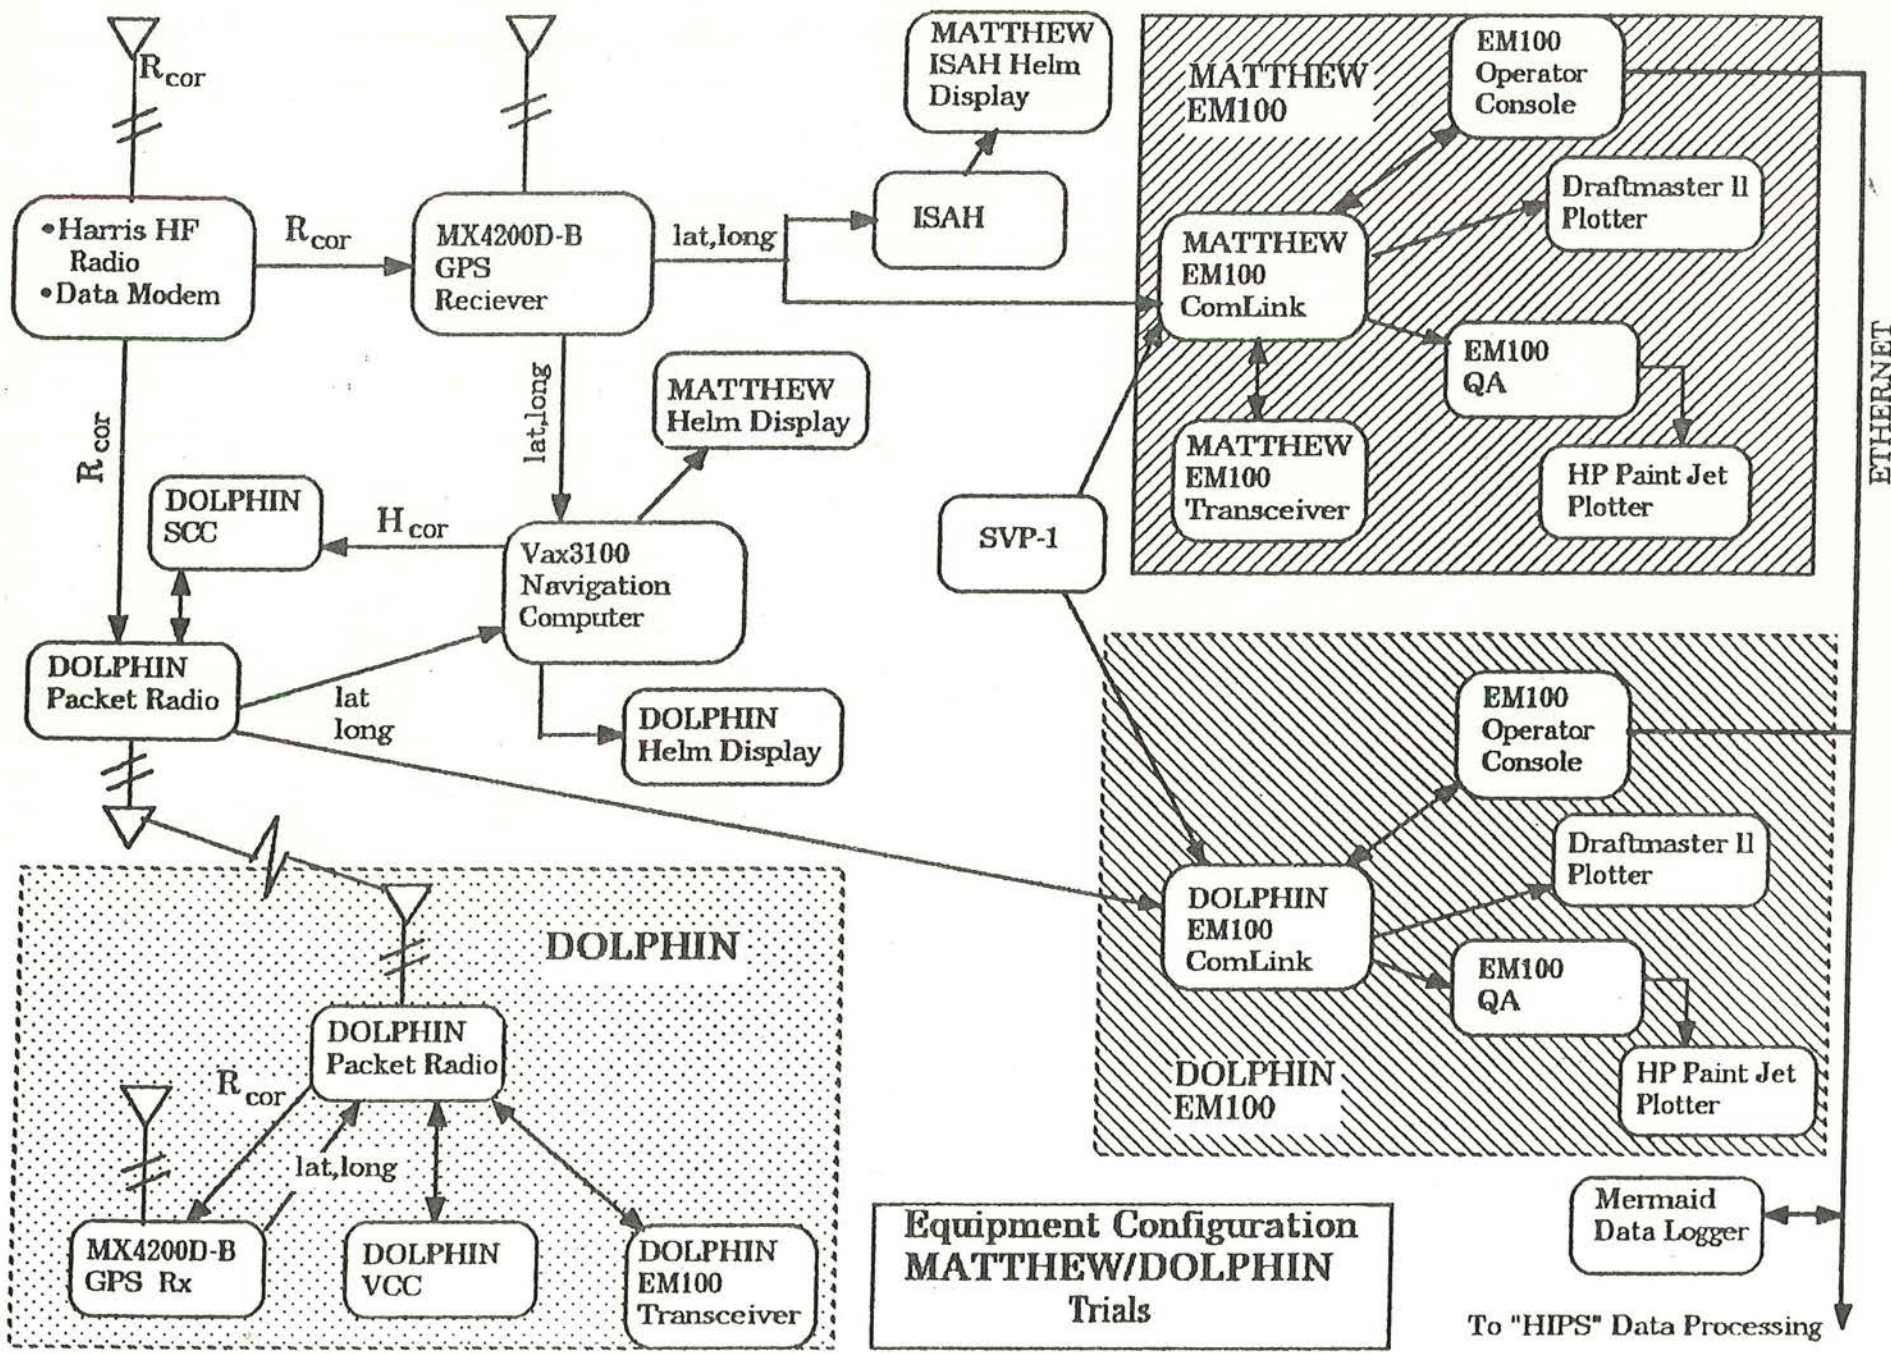 R cor
MATTHEW
ISAH Helm
Display
MATTHEW
EM100
EM100
Operator
Console
•Harris HF
Radio
•Data Modem
R cor
MX4200D-B
GPS
Reciever
lat,long
ISAH
Draftmaster II
Plotter
MATTHEW
EM100
ComLink
EM100
QA
ETHERNET
R cor
lat,long
MATTHEW
Helm Display
MATTHEW
EM100
Transceiver
HP Paint Jet
Plotter
DOLPHIN
SCC
H cor
Vax3100
Navigation
Computer
SVP-1
DOLPHIN
Packet Radio
lat
long
DOLPHIN
Helm Display
EM100
Operator
Console
Draftmaster II
Plotter
DOLPHIN
EM100
ComLink
EM100
QA
HP Paint Jet
Plotter
DOLPHIN
EM100
DOLPHIN
DOLPHIN
Packet Radio
R cor
lat,long
MX4200D-B
GPS Rx
DOLPHIN
VCC
DOLPHIN
EM100
Transceiver
Equipment Configuration
MATTHEW/DOLPHIN
Trials
Mermaid
Data Logger
To "HIPS" Data Processing